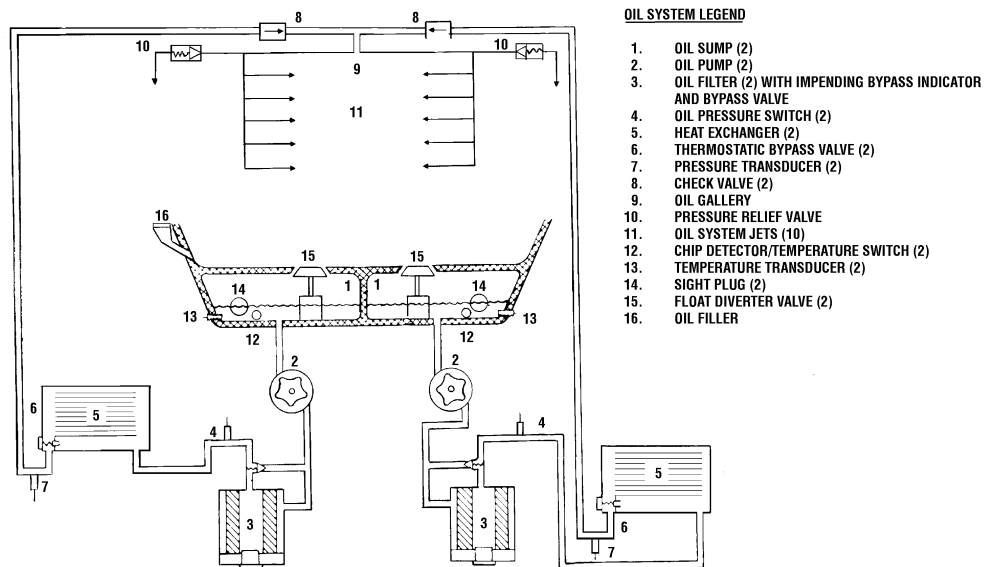 OIL SYSTEM LEGEND
1. OIL SUMP (2)
2. OIL PUMP (2)
3. OIL FILTER (2) WITH IMPENDING BYPASS INDICATOR
AND BYPASS VALVE
4. OIL PRESSURE SWITCH (2)
5. HEAT EXCHANGER (2)
6. THERMOSTATIC BYPASS VALVE (2)
7. PRESSURE TRANSDUCER (2)
8. CHECK VALVE (2)
9. OIL GALLERY
10. PRESSURE RELIEF VALVE
11. OIL SYSTEM JETS (10)
12. CHIP DETECTOR/TEMPERATURE SWITCH (2)
13. TEMPERATURE TRANSDUCER (2)
14. SIGHT PLUG (2)
15. FLOAT DIVERTER VALVE (2)
16. OIL FILLER
8 8
10 10
9
11
16
15 15
1 1
14 14
13 13
12 12
2 2
6 5
4 4
5
7
3 3
6
7